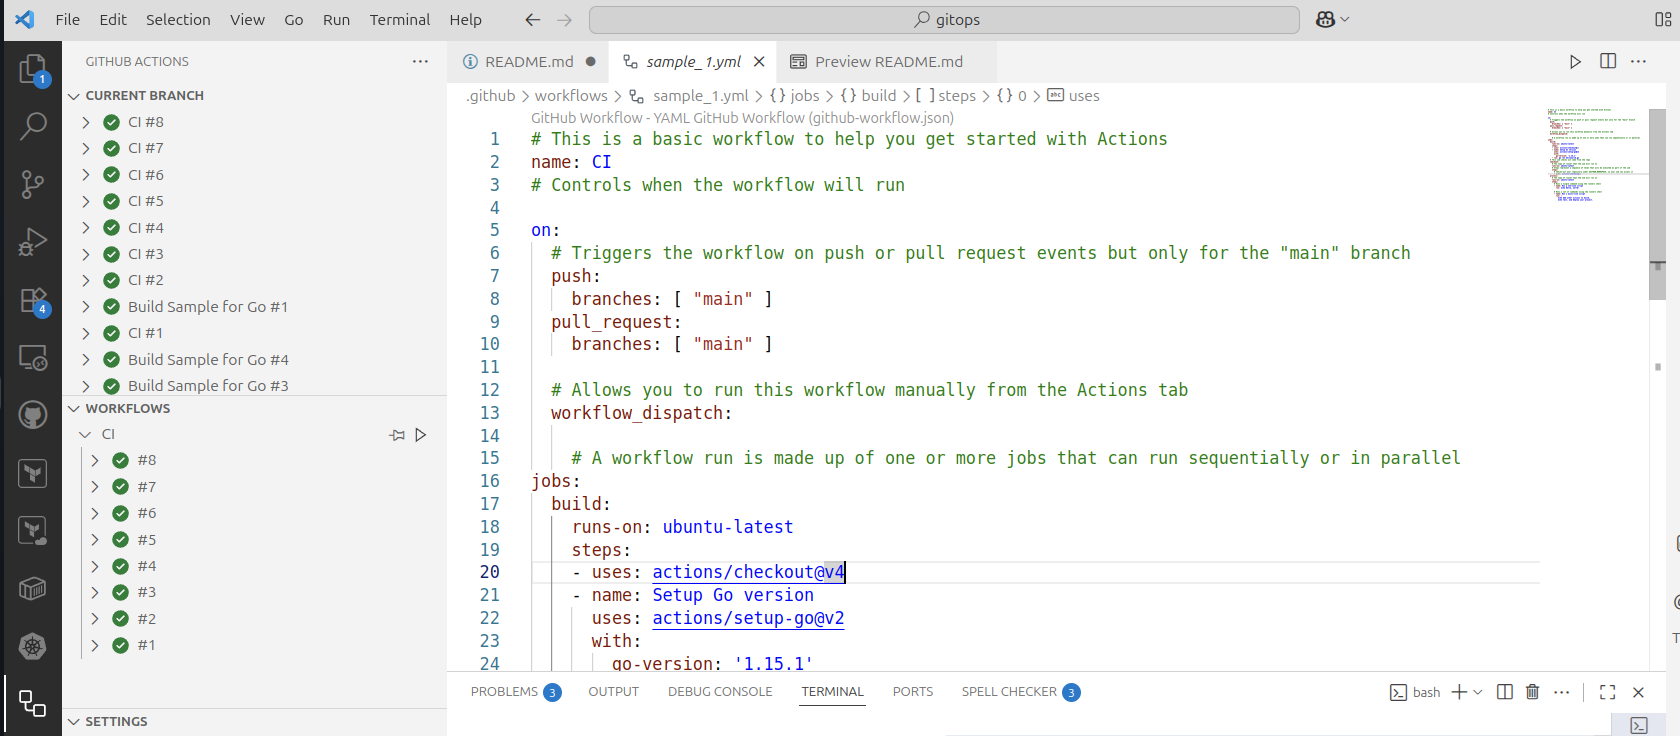 File Edit Selection View Go Run Terminal Help
gitops
GITHUB ACTIONS
CURRENT BRANCH
CI #8
CI #7
CI #6
CI #5
CI #4
CI #3
CI #2
Build Sample for Go #1
CI #1
Build Sample for Go #4
Build Sample for Go #3
WORKFLOWS
CI
#8
#7
#6
#5
#4
#3
#2
#1
SETTINGS
1
4
README.md
sample_1.yml
Preview README.md
.github > workflows > sample_1.yml > {} jobs > {} build > [ ] steps > {} 0 > abc uses
GitHub Workflow - YAML GitHub Workflow (github-workflow.json)
1 # This is a basic workflow to help you get started with Actions
2 name: CI
3 # Controls when the workflow will run
4
5 on:
6 # Triggers the workflow on push or pull request events but only for the "main" branch
7 push:
8 branches: [ "main" ]
9 pull_request:
10 branches: [ "main" ]
11
12 # Allows you to run this workflow manually from the Actions tab
13 workflow_dispatch:
14
15 # A workflow run is made up of one or more jobs that can run sequentially or in parallel
16 jobs:
17 build:
18 runs-on: ubuntu-latest
19 steps:
20 - uses: actions/checkout@v4
21 - name: Setup Go version
22 uses: actions/setup-go@v2
23 with:
24 go-version: '1.15.1'
PROBLEMS 3 OUTPUT DEBUG CONSOLE TERMINAL PORTS SPELL CHECKER 3
bash